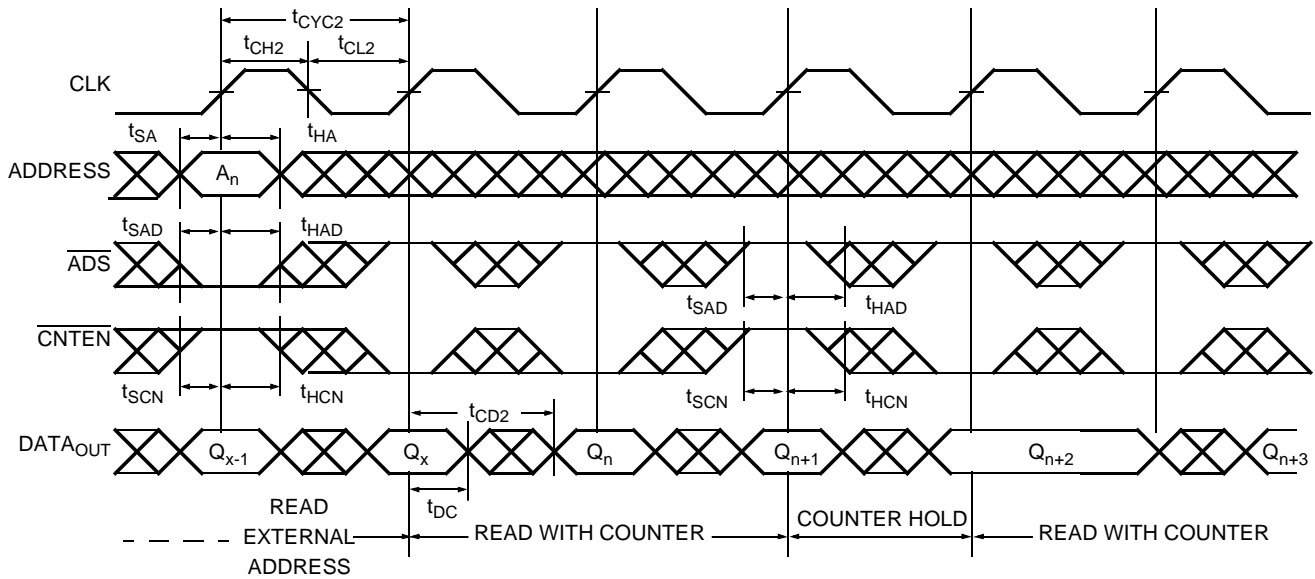 tCYC2
tCH2 tCL2
CLK
tSA tHA
ADDRESS An
tSAD tHAD
ADS
tSAD tHAD
CNTEN
tSCN tHCN tSCN tHCN
tCD2
DATAOUT Qx-1 Qx Qn Qn+1 Qn+2 Qn+3
tDC
READ
EXTERNAL
ADDRESS
READ WITH COUNTER COUNTER HOLD READ WITH COUNTER